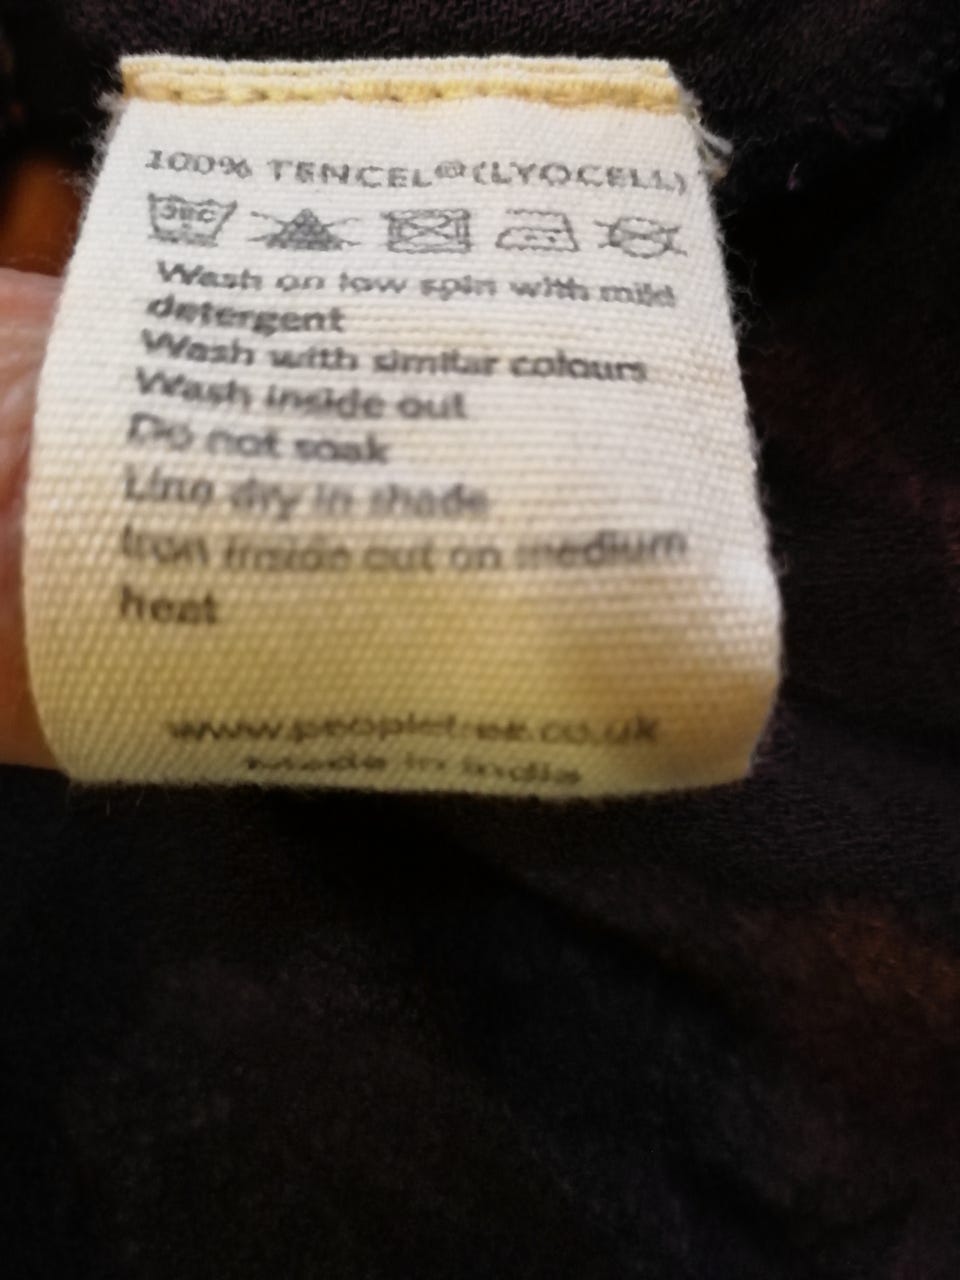 100% TENCEL®(LYOCELL)
30C
Wash on low spin with mild
detergent
Wash with similar colours
Wash inside out
Do not soak
Line dry in shade
Iron inside out on medium
heat
www.peopletree.co.uk
Made in India